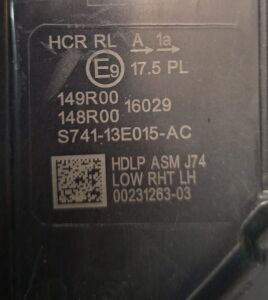 HCR RL A 1a
E9 17.5 PL
149R00 16029
148R00
S741-13E015-AC
HDLP ASM J74
LOW RHT LH
00231263-03